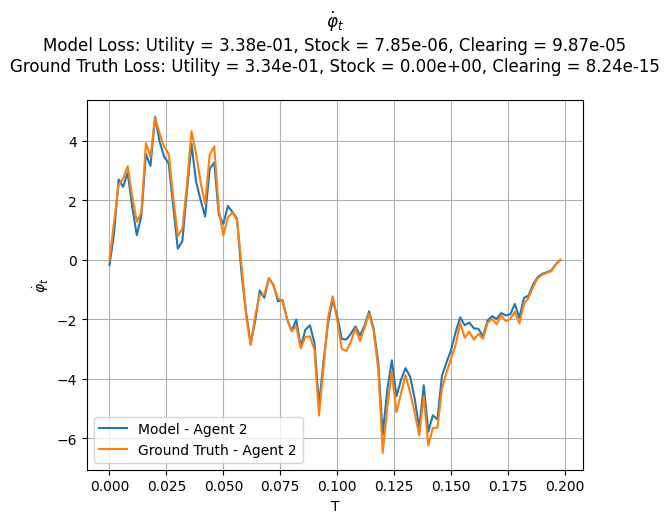 φ̇_t
Model Loss: Utility = 3.38e-01, Stock = 7.85e-06, Clearing = 9.87e-05
Ground Truth Loss: Utility = 3.34e-01, Stock = 0.00e+00, Clearing = 8.24e-15
φ̇_t
4
2
0
−2
−4
−6
Model - Agent 2
Ground Truth - Agent 2
0.000 0.025 0.050 0.075 0.100 0.125 0.150 0.175 0.200
T